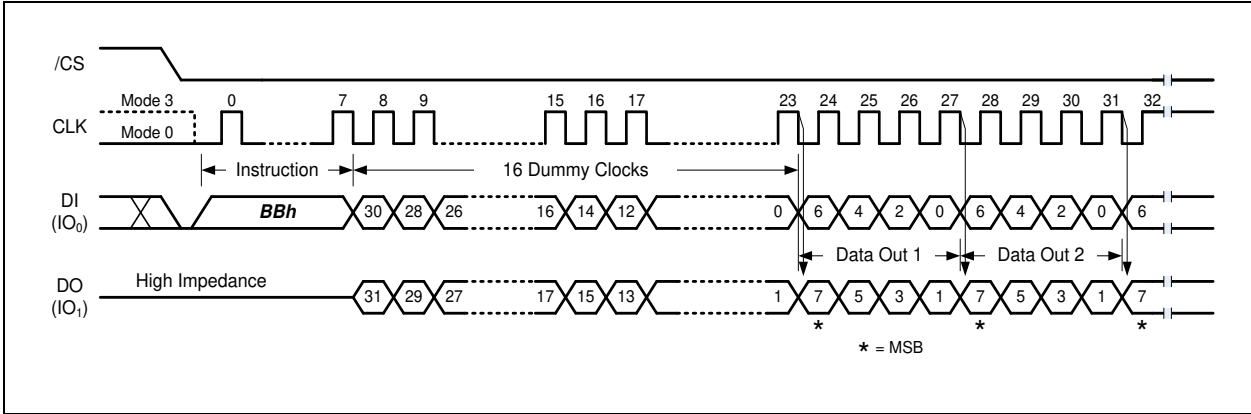 /CS
Mode 3 0 7 8 9 15 16 17 23 24 25 26 27 28 29 30 31 32
CLK
Mode 0
Instruction 16 Dummy Clocks
DI
(IO0) BBh 30 28 26 16 14 12 0 6 4 2 0 6 4 2 0 6
Data Out 1 Data Out 2
DO High Impedance
(IO1) 31 29 27 17 15 13 1 7 5 3 1 7 5 3 1 7
* * *
* = MSB